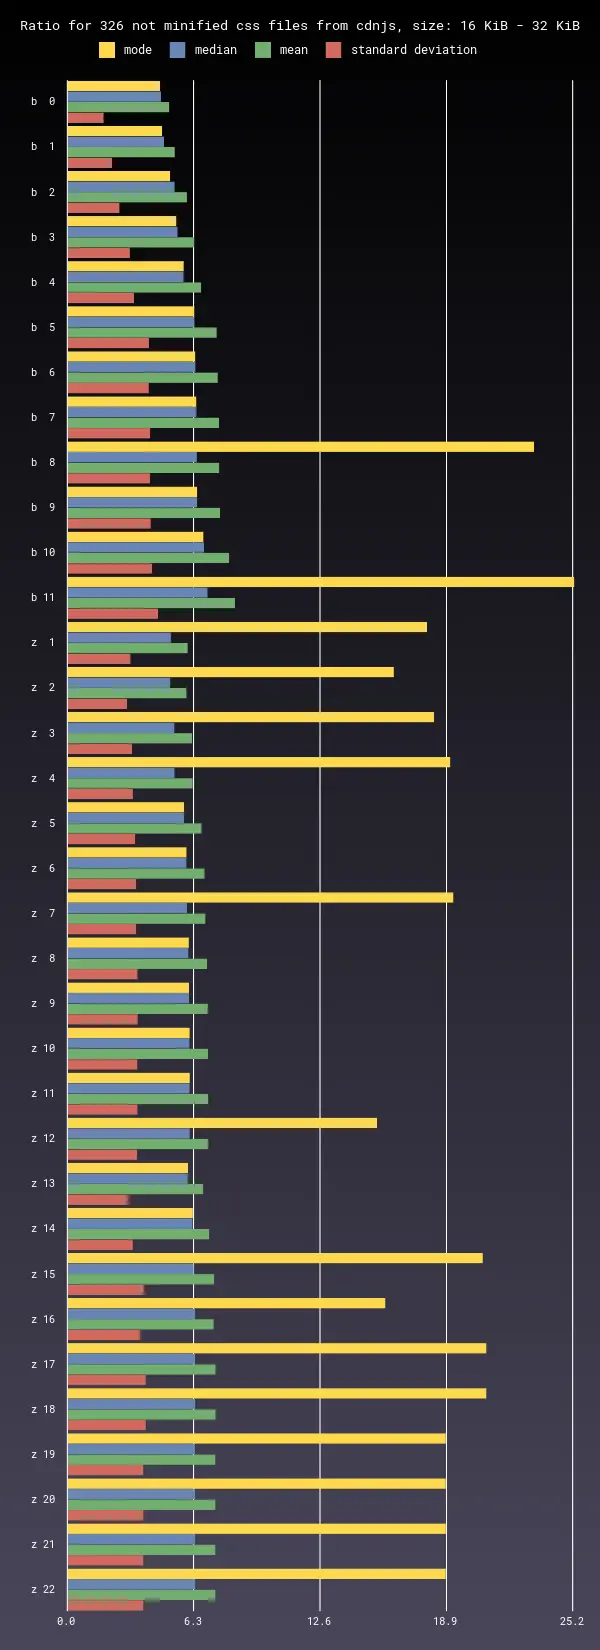 Ratio for 326 not minified css files from cdnjs, size: 16 KiB - 32 KiB
mode median mean standard deviation
b 0
b 1
b 2
b 3
b 4
b 5
b 6
b 7
b 8
b 9
b 10
b 11
z 1
z 2
z 3
z 4
z 5
z 6
z 7
z 8
z 9
z 10
z 11
z 12
z 13
z 14
z 15
z 16
z 17
z 18
z 19
z 20
z 21
z 22
0.0 6.3 12.6 18.9 25.2